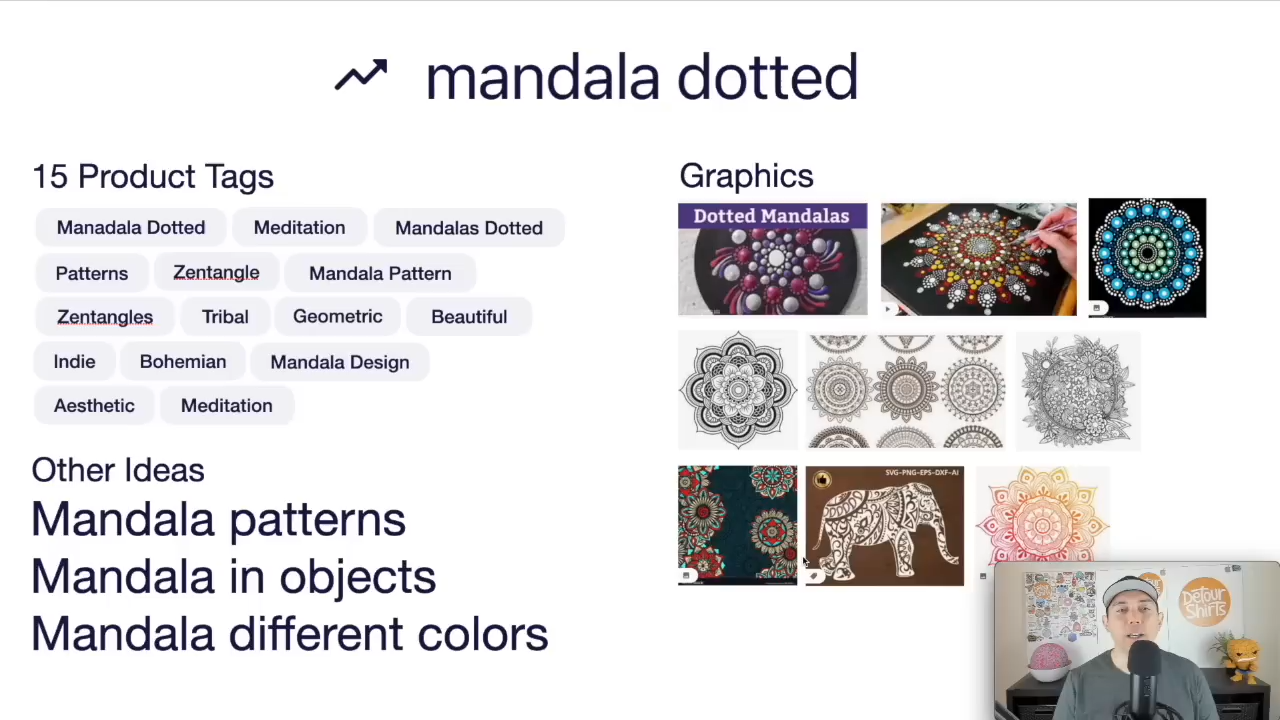 mandala dotted
15 Product Tags
Manadala Dotted Meditation Mandalas Dotted
Patterns Zentangle Mandala Pattern
Zentangles Tribal Geometric Beautiful
Indie Bohemian Mandala Design
Aesthetic Meditation
Other Ideas
Mandala patterns
Mandala in objects
Mandala different colors
Graphics
Dotted Mandalas
SVG-PNG-EPS-DXF-AI
DETOUR
SHIRTS